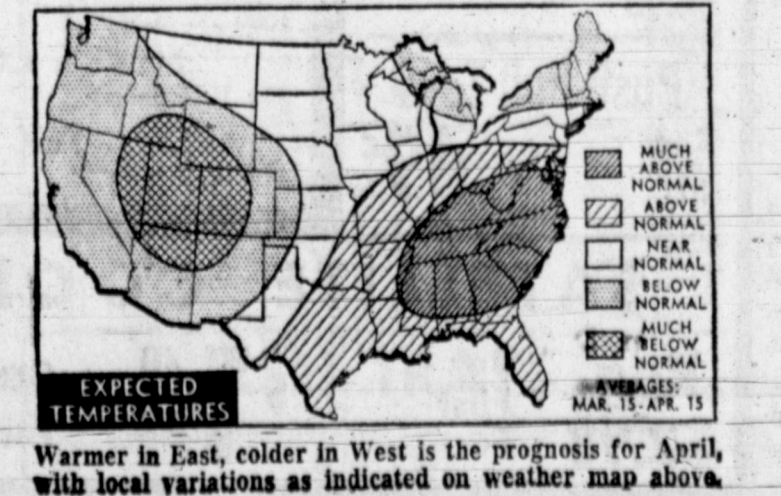 MUCH
ABOVE
NORMAL
ABOVE
NORMAL
NEAR
NORMAL
BELOW
NORMAL
MUCH
BELOW
NORMAL
AVERAGES:
MAR. 15-APR. 15
EXPECTED
TEMPERATURES
Warmer in East, colder in West is the prognosis for April,
with local variations as indicated on weather map above.